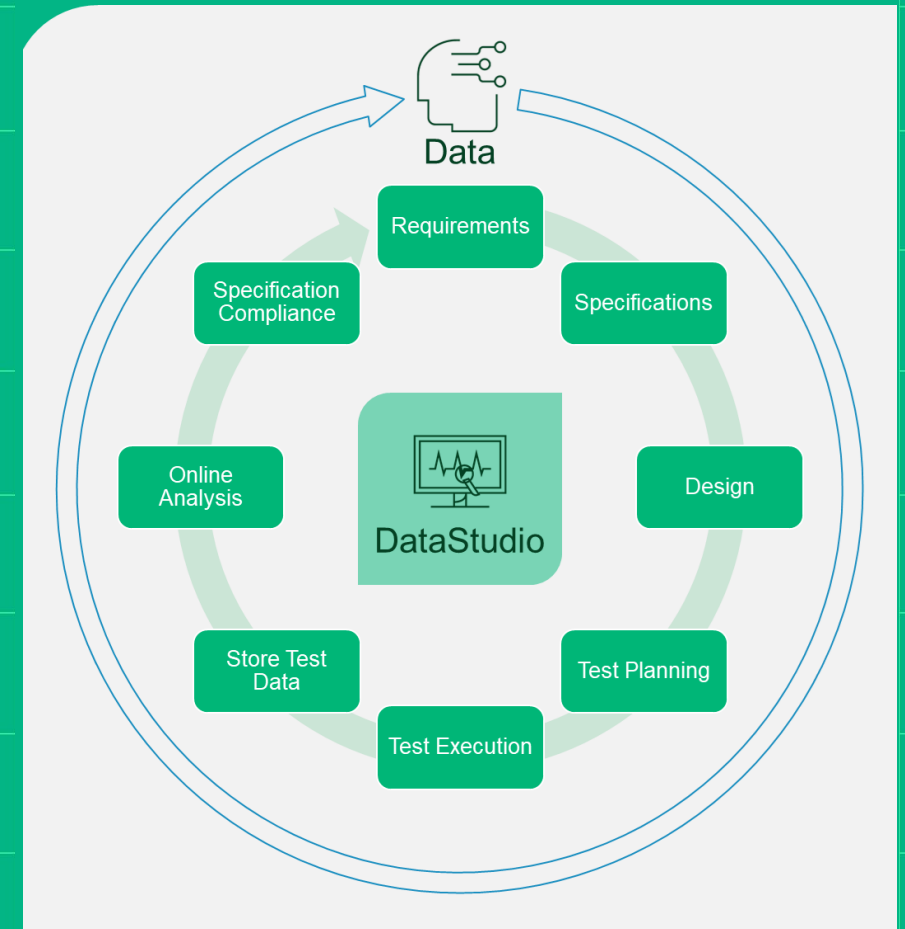 Data
Requirements
Specifications
Design
Test Planning
Test Execution
Store Test
Data
Online
Analysis
Specification
Compliance
DataStudio